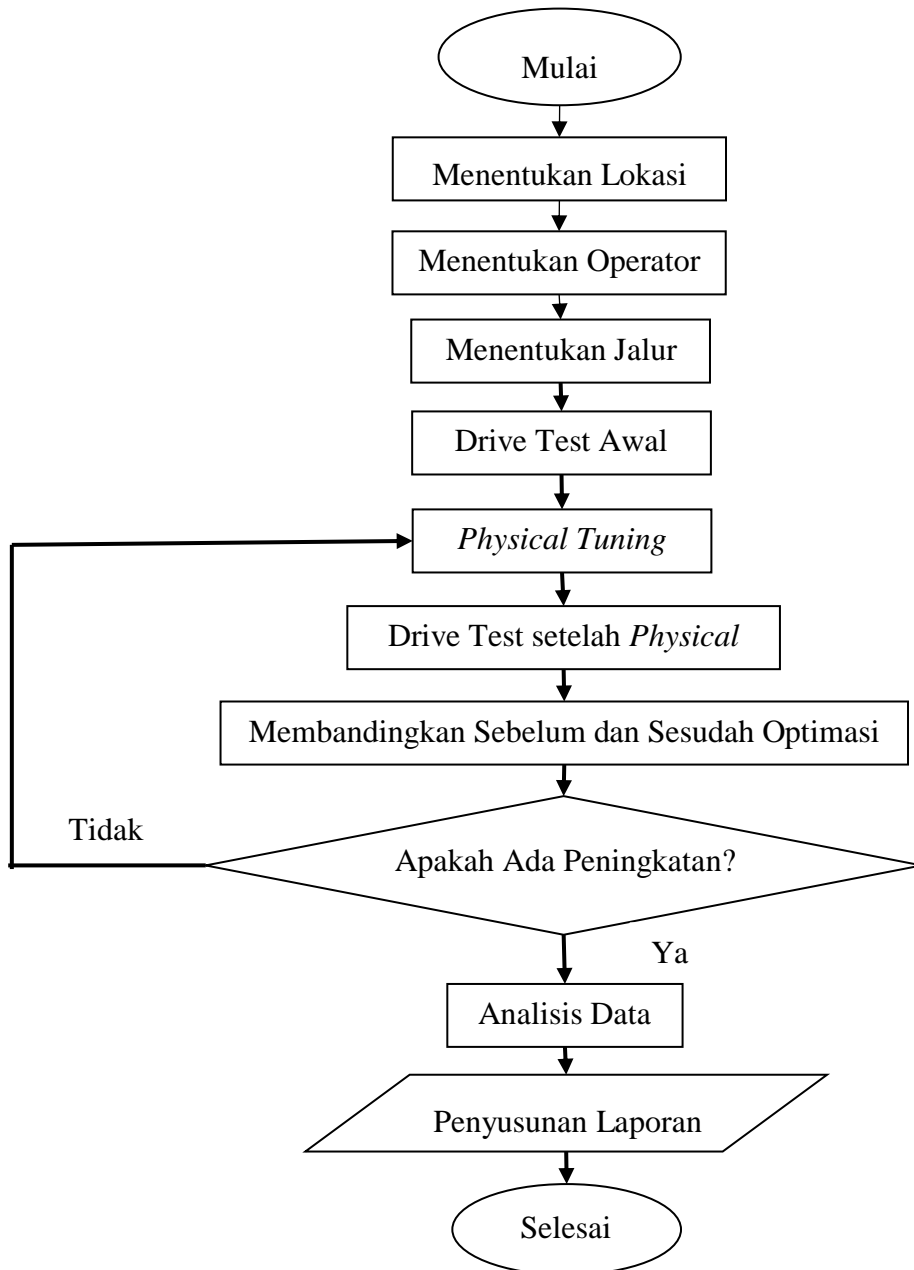 Mulai
Menentukan Lokasi
Menentukan Operator
Menentukan Jalur
Drive Test Awal
Physical Tuning
Drive Test setelah Physical
Membandingkan Sebelum dan Sesudah Optimasi
Tidak
Apakah Ada Peningkatan?
Ya
Analisis Data
Penyusunan Laporan
Selesai